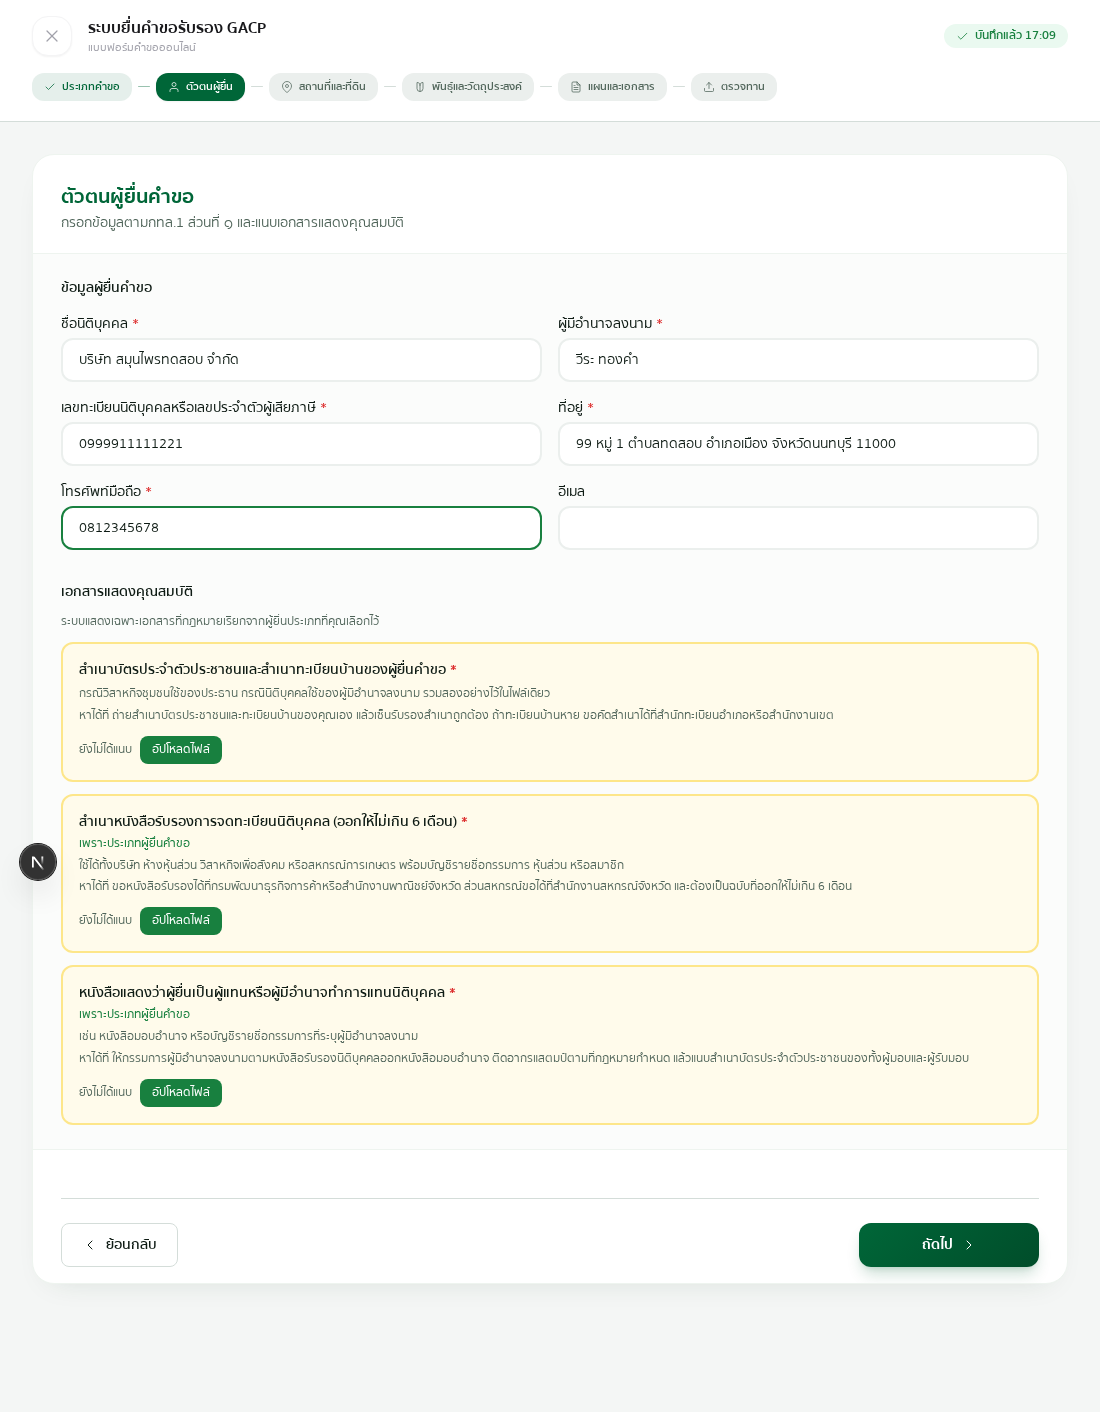 ระบบยื่นคำขอรับรอง GACP
แบบฟอร์มคำขอออนไลน์
บันทึกแล้ว 17:09
ประเภทคำขอ
ตัวตนผู้ยื่น
สถานที่และที่ดิน
พันธุ์และวัตถุประสงค์
แผนและเอกสาร
ตรวจทาน
ตัวตนผู้ยื่นคำขอ
กรอกข้อมูลตามกทล.1 ส่วนที่ ๑ และแนบเอกสารแสดงคุณสมบัติ
ข้อมูลผู้ยื่นคำขอ
ชื่อนิติบุคคล *
ผู้มีอำนาจลงนาม *
บริษัท สมุนไพรทดสอบ จำกัด
วีระ ทองคำ
เลขทะเบียนนิติบุคคลหรือเลขประจำตัวผู้เสียภาษี *
ที่อยู่ *
0999911111221
99 หมู่ 1 ตำบลทดสอบ อำเภอเมือง จังหวัดนนทบุรี 11000
โทรศัพท์มือถือ *
อีเมล
0812345678
เอกสารแสดงคุณสมบัติ
ระบบแสดงเฉพาะเอกสารที่กฎหมายเรียกจากผู้ยื่นประเภทที่คุณเลือกไว้
สำเนาบัตรประจำตัวประชาชนและสำเนาทะเบียนบ้านของผู้ยื่นคำขอ *
กรณีวิสาหกิจชุมชนใช้ของประธาน กรณีนิติบุคคลใช้ของผู้มีอำนาจลงนาม รวมสองอย่างไว้ในไฟล์เดียว
หาได้ที่ ถ่ายสำเนาบัตรประชาชนและทะเบียนบ้านของคุณเอง แล้วเซ็นรับรองสำเนาถูกต้อง ถ้าทะเบียนบ้านหาย ขอคัดสำเนาได้ที่สำนักทะเบียนอำเภอหรือสำนักงานเขต
ยังไม่ได้แนบ
อัปโหลดไฟล์
สำเนาหนังสือรับรองการจดทะเบียนนิติบุคคล (ออกให้ไม่เกิน 6 เดือน) *
เพราะประเภทผู้ยื่นคำขอ
ใช้ได้ทั้งบริษัท ห้างหุ้นส่วน วิสาหกิจเพื่อสังคม หรือสหกรณ์การเกษตร พร้อมบัญชีรายชื่อกรรมการ หุ้นส่วน หรือสมาชิก
หาได้ที่ ขอหนังสือรับรองได้ที่กรมพัฒนาธุรกิจการค้าหรือสำนักงานพาณิชย์จังหวัด ส่วนสหกรณ์ขอได้ที่สำนักงานสหกรณ์จังหวัด และต้องเป็นฉบับที่ออกให้ไม่เกิน 6 เดือน
ยังไม่ได้แนบ
อัปโหลดไฟล์
หนังสือแสดงว่าผู้ยื่นเป็นผู้แทนหรือผู้มีอำนาจทำการแทนนิติบุคคล *
เพราะประเภทผู้ยื่นคำขอ
เช่น หนังสือมอบอำนาจ หรือบัญชีรายชื่อกรรมการที่ระบุผู้มีอำนาจลงนาม
หาได้ที่ ให้กรรมการผู้มีอำนาจลงนามตามหนังสือรับรองนิติบุคคลออกหนังสือมอบอำนาจ ติดอากรแสตมป์ตามที่กฎหมายกำหนด แล้วแนบสำเนาบัตรประจำตัวประชาชนของทั้งผู้มอบและผู้รับมอบ
ยังไม่ได้แนบ
อัปโหลดไฟล์
N
ย้อนกลับ
ถัดไป